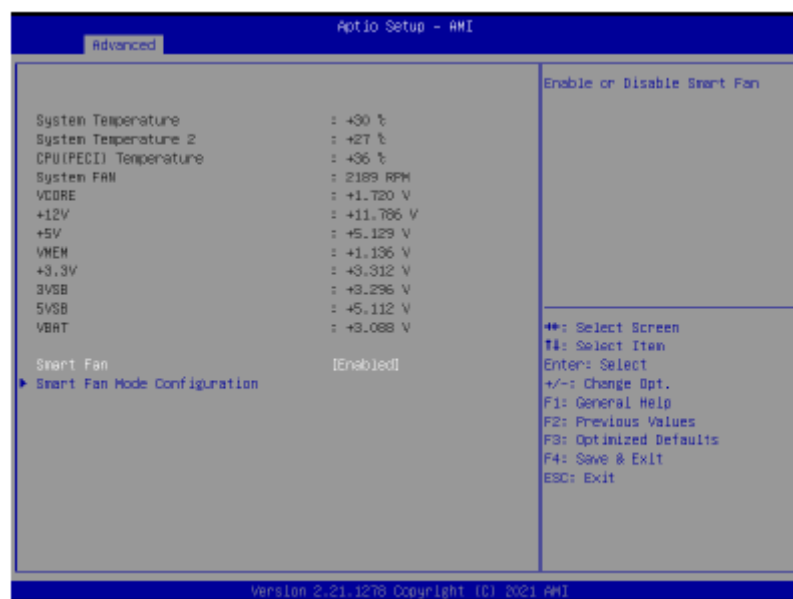 Aptio Setup - AMI
Advanced
System Temperature : +30 ℃
System Temperature 2 : +27 ℃
CPU(PECI) Temperature : +36 ℃
System FAN : 2189 RPM
VCORE : +1.720 V
+12V : +11.786 V
+5V : +5.129 V
VMEM : +1.136 V
+3.3V : +3.312 V
3VSB : +3.296 V
5VSB : +5.112 V
VBAT : +3.088 V
Smart Fan [Enabled]
Smart Fan Mode Configuration
Enable or Disable Smart Fan
→←: Select Screen
↑↓: Select Item
Enter: Select
+/-: Change Opt.
F1: General Help
F2: Previous Values
F3: Optimized Defaults
F4: Save & Exit
ESC: Exit
Version 2.21.1278 Copyright (C) 2021 AMI